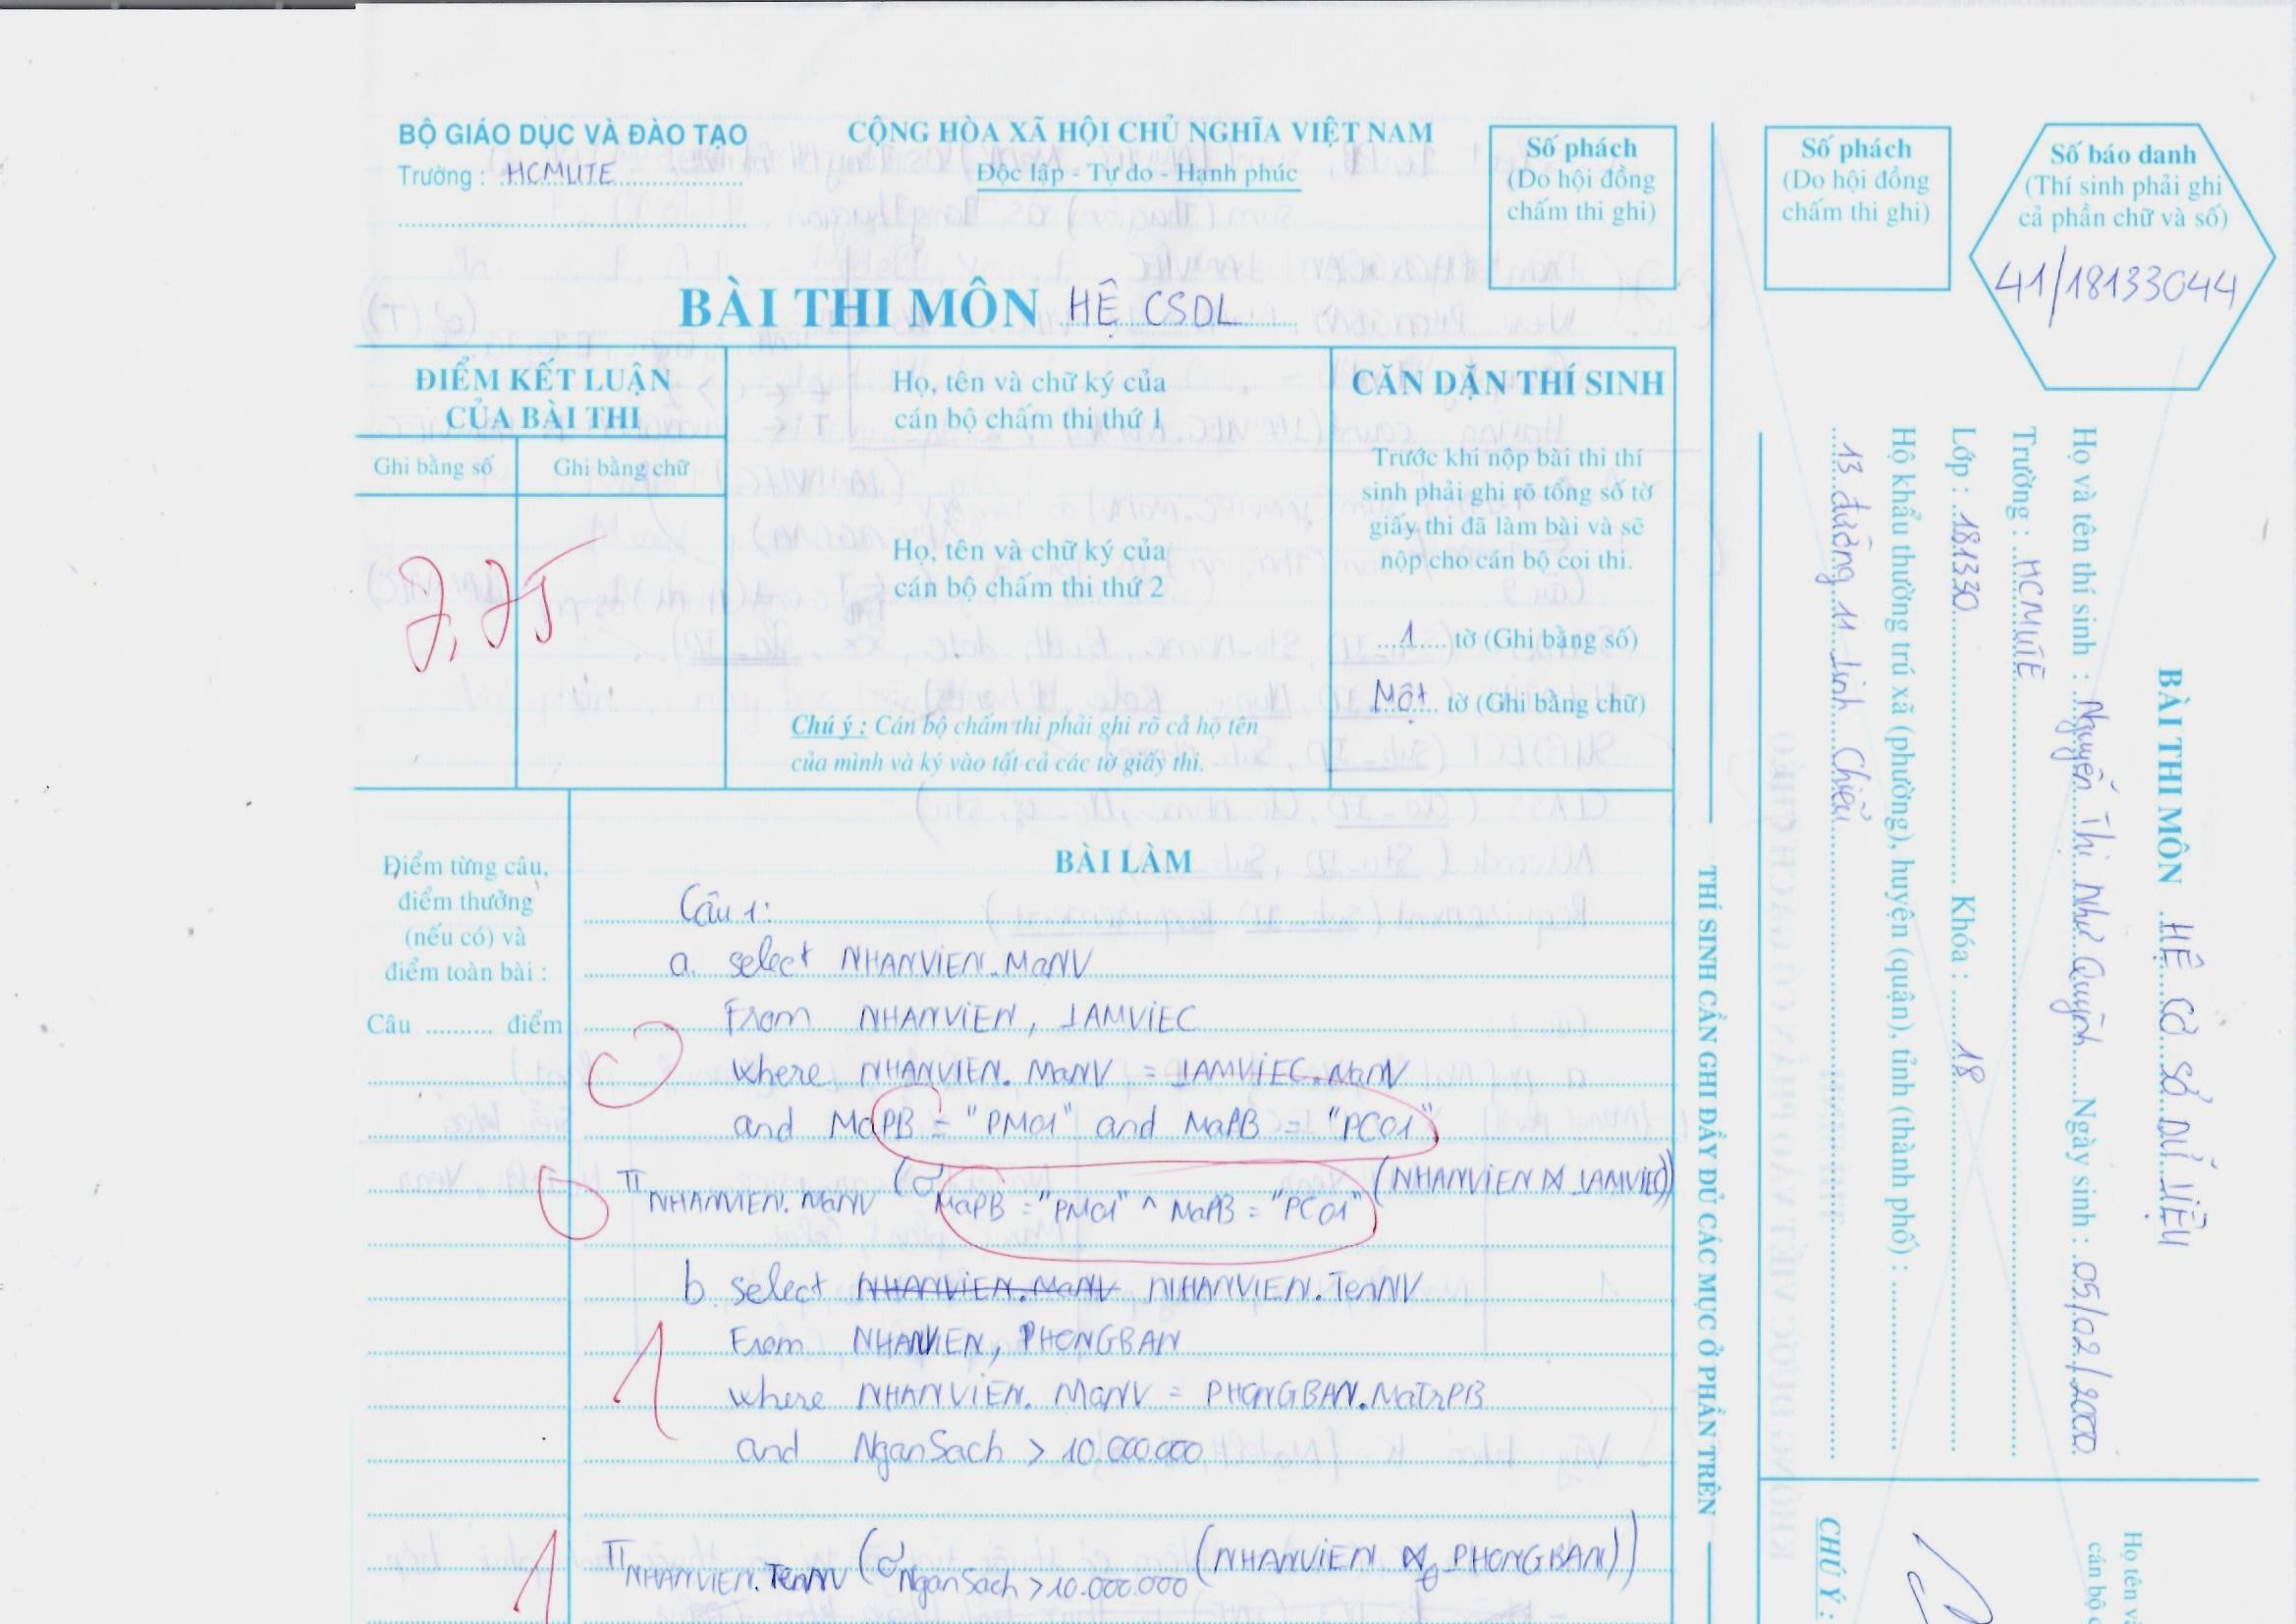 BỘ GIÁO DỤC VÀ ĐÀO TẠO
Trường : HCMUTE
CỘNG HÒA XÃ HỘI CHỦ NGHĨA VIỆT NAM
Độc lập - Tự do - Hạnh phúc
Số phách
(Do hội đồng
chấm thi ghi)
BÀI THI MÔN HỆ CSDL
ĐIỂM KẾT LUẬN
CỦA BÀI THI
Ghi bằng số
Ghi bằng chữ
7,75
Họ, tên và chữ ký của
cán bộ chấm thi thứ 1
Họ, tên và chữ ký của
cán bộ chấm thi thứ 2
Chú ý : Cán bộ chấm thi phải ghi rõ cả họ tên
của mình và ký vào tất cả các tờ giấy thi.
CĂN DẶN THÍ SINH
Trước khi nộp bài thi thí
sinh phải ghi rõ tổng số tờ
giấy thi đã làm bài và sẽ
nộp cho cán bộ coi thi.
1 tờ (Ghi bằng số)
Một tờ (Ghi bằng chữ)
Điểm từng câu,
điểm thưởng
(nếu có) và
điểm toàn bài :
Câu .......... điểm
BÀI LÀM
Câu 1:
a. select NHANVIEN.MaNV
From NHANVIEN, LAMVIEC
where NHANVIEN. MaNV = LAMVIEC.MaNV
0
and MaPB = "PM01" and MaPB = "PC01"
0
π NHANVIEN. MaNV (σ MaPB = "PM01" ^ MaPB = "PC01" (NHANVIEN ⋈ LAMVIEC))
b. select NHANVIEN.MaNV NHANVIEN.TenNV
From NHANVIEN, PHONGBAN
1
where NHANVIEN. MaNV = PHONGBAN.MaTrPB
and NganSach > 10.000.000
1
π NHANVIEN. TenNV (σ NganSach > 10.000.000 (NHANVIEN ⋈ θ PHONGBAN))
THÍ SINH CẦN GHI ĐẦY ĐỦ CÁC MỤC Ở PHẦN TRÊN
Số phách
(Do hội đồng
chấm thi ghi)
Số báo danh
(Thí sinh phải ghi
cả phần chữ và số)
41/18133044
BÀI THI MÔN HỆ CƠ SỞ DỮ LIỆU
Họ và tên thí sinh : Nguyễn Thị Như Quỳnh Ngày sinh : 05/02/2000
Trường : HCMUTE
Lớp : 181330 Khóa : 18
Hộ khẩu thường trú xã (phường), huyện (quận), tỉnh (thành phố) :
13 đường 11 Linh Chiểu
Họ tên và
cán bộ c
CHÚ Ý :